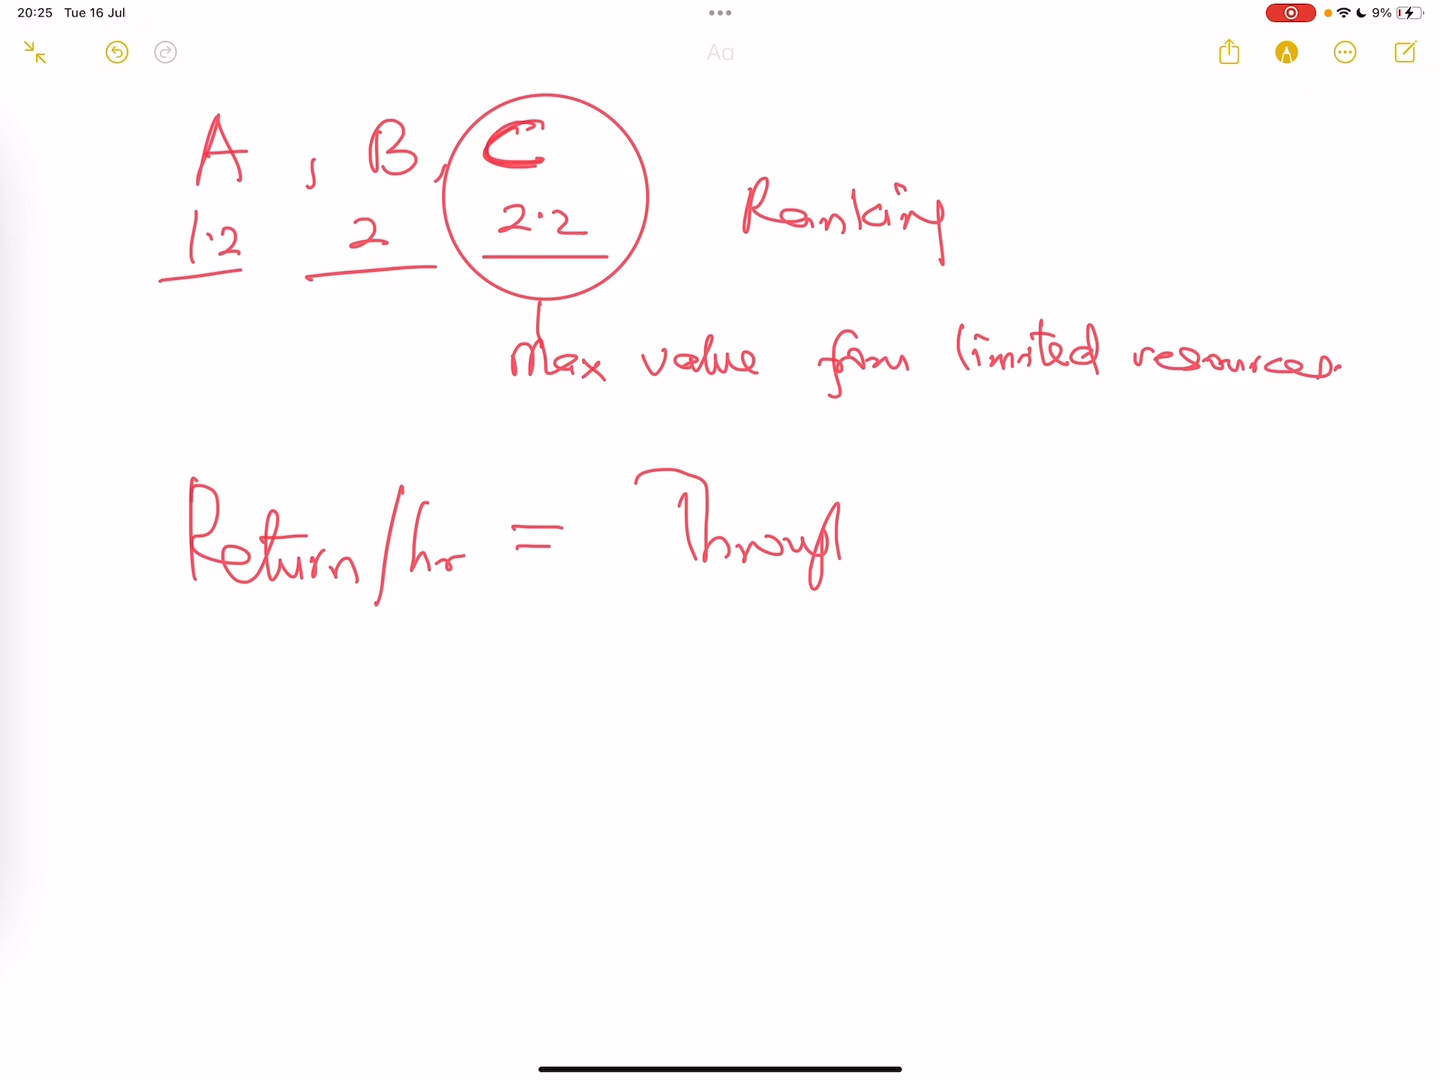 20:25 Tue 16 Jul 9%
Aa
A, B, C
1.2 2 2.2 Ranking
Max value from limited resources.
Return/hr = Through